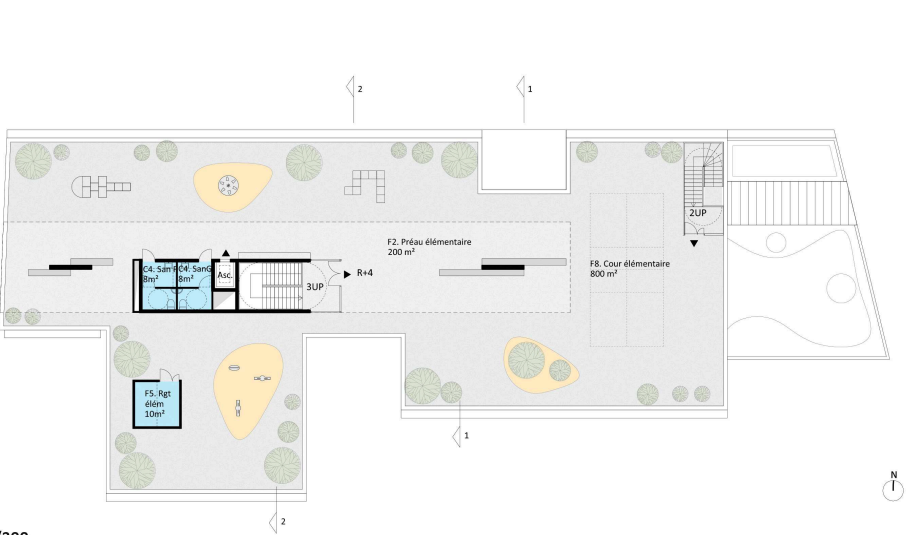 2
1
2UP
F2. Préau élémentaire
200 m²
F8. Cour élémentaire
800 m²
C4. San
8m²
C4. SanG
8m²
Asc.
R+4
3UP
F5. Rgt
élém
10m²
1
2
N